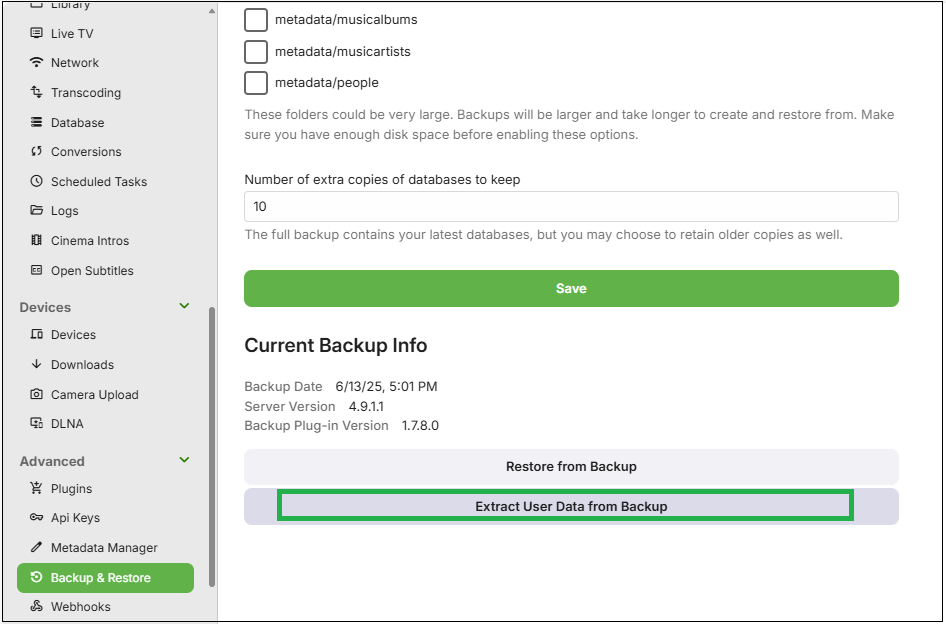 Library
Live TV
Network
Transcoding
Database
Conversions
Scheduled Tasks
Logs
Cinema Intros
Open Subtitles
Devices
Devices
Downloads
Camera Upload
DLNA
Advanced
Plugins
Api Keys
Metadata Manager
Backup & Restore
Webhooks
metadata/musicalbums
metadata/musicartists
metadata/people
These folders could be very large. Backups will be larger and take longer to create and restore from. Make
sure you have enough disk space before enabling these options.
Number of extra copies of databases to keep
10
The full backup contains your latest databases, but you may choose to retain older copies as well.
Save
Current Backup Info
Backup Date 6/13/25, 5:01 PM
Server Version 4.9.1.1
Backup Plug-in Version 1.7.8.0
Restore from Backup
Extract User Data from Backup